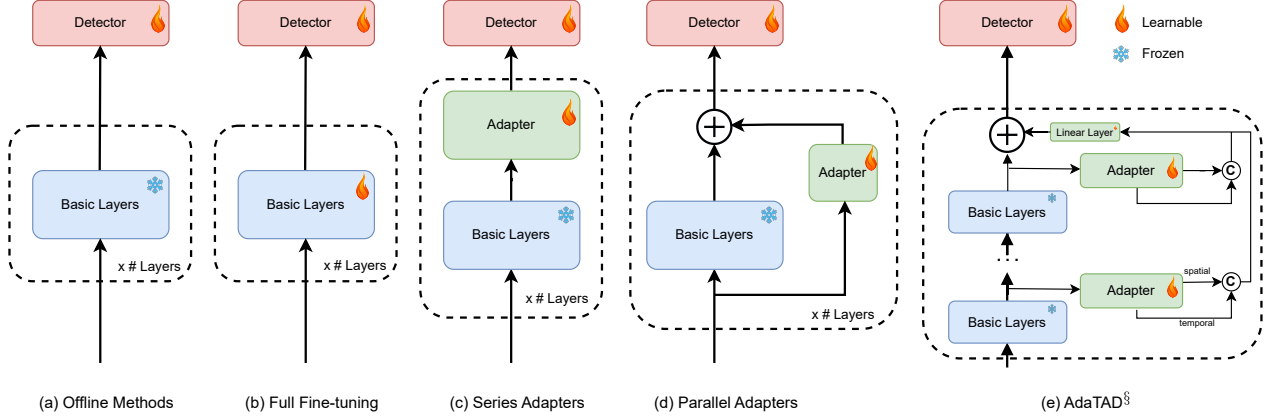 Detector
Basic Layers
x # Layers
(a) Offline Methods
Detector
Basic Layers
x # Layers
(b) Full Fine-tuning
Detector
Adapter
Basic Layers
x # Layers
(c) Series Adapters
Detector
Adapter
Basic Layers
x # Layers
(d) Parallel Adapters
Detector
Learnable
Frozen
Linear Layer
Adapter
C
Basic Layers
...
Adapter
spatial
C
temporal
Basic Layers
(e) AdaTAD§